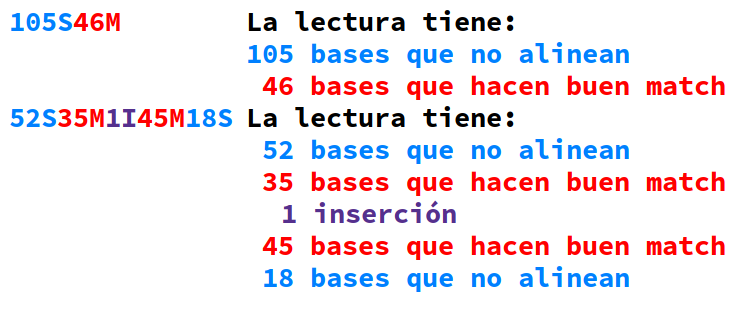 105S46M La lectura tiene:
105 bases que no alinean
46 bases que hacen buen match
52S35M1I45M18S La lectura tiene:
52 bases que no alinean
35 bases que hacen buen match
1 inserción
45 bases que hacen buen match
18 bases que no alinean